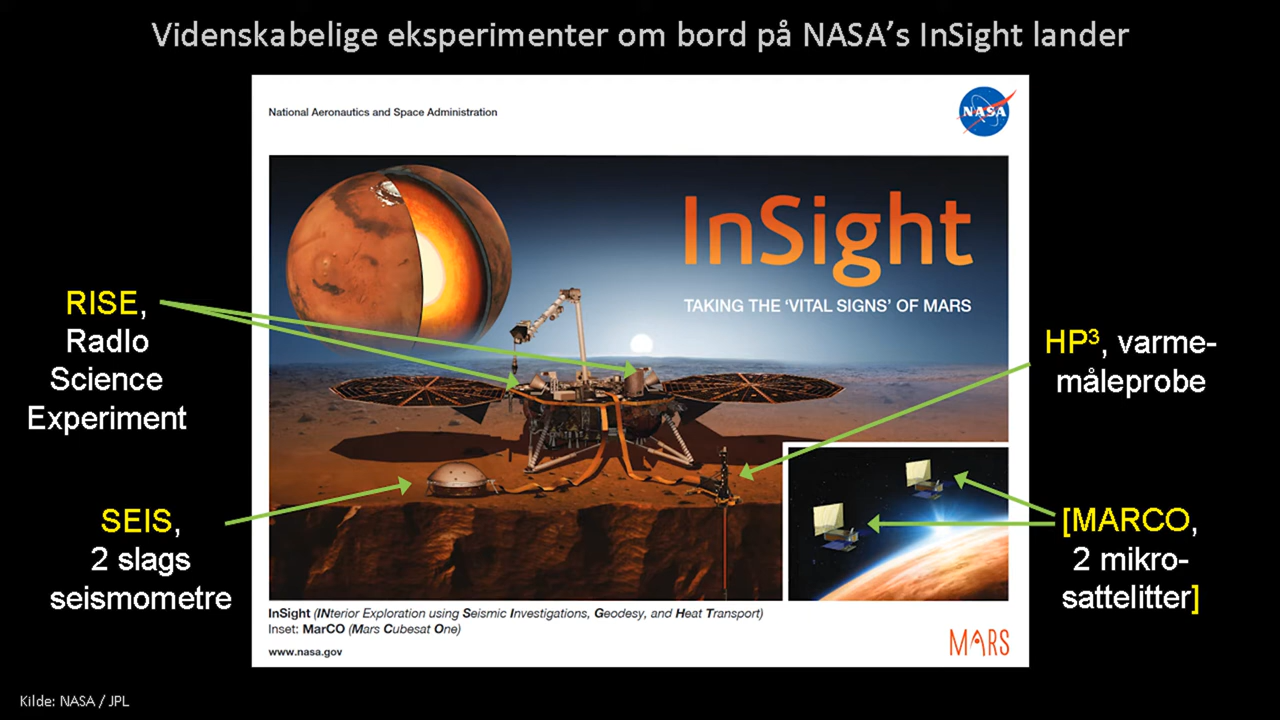 Videnskabelige eksperimenter om bord på NASA’s InSight lander
National Aeronautics and Space Administration
NASA
InSight
TAKING THE ‘VITAL SIGNS’ OF MARS
RISE,
RadIo
Science
Experiment
SEIS,
2 slags
seismometre
HP³, varme-
måleprobe
[MARCO,
2 mikro-
sattelitter]
InSight (INterior Exploration using Seismic Investigations, Geodesy, and Heat Transport)
Inset: MarCO (Mars Cubesat One)
www.nasa.gov
MARS
Kilde: NASA / JPL